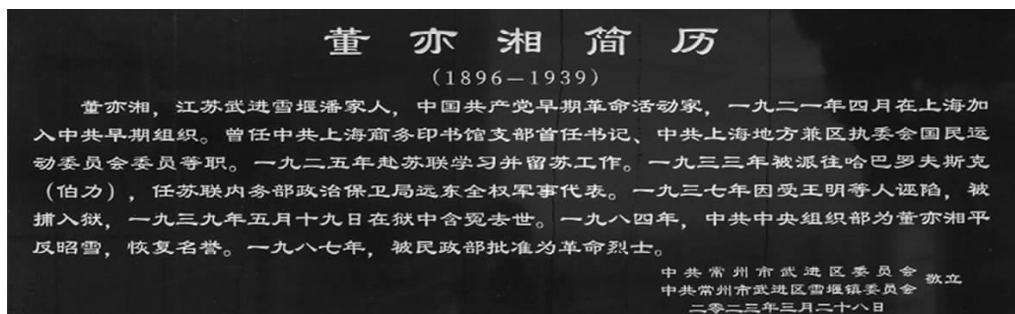 董亦湘简历
（1896—1939）
董亦湘，江苏武进雪堰潘家人，中国共产党早期革命活动家，一九二一年四月在上海加
入中共早期组织。曾任中共上海商务印书馆支部首任书记、中共上海地方兼区执委会国民运
动委员会委员等职。一九二五年赴苏联学习并留苏工作。一九三三年被派往哈巴罗夫斯克
（伯力），任苏联内务部政治保卫局远东全权军事代表。一九三七年因受王明等人诬陷，被
捕入狱，一九三九年五月十九日在狱中含冤去世。一九八四年，中共中央组织部为董亦湘平
反昭雪，恢复名誉。一九八七年，被民政部批准为革命烈士。
中共常州市武进区委员会
中共常州市武进区雪堰镇委员会 敬立
二零二三年三月二十八日